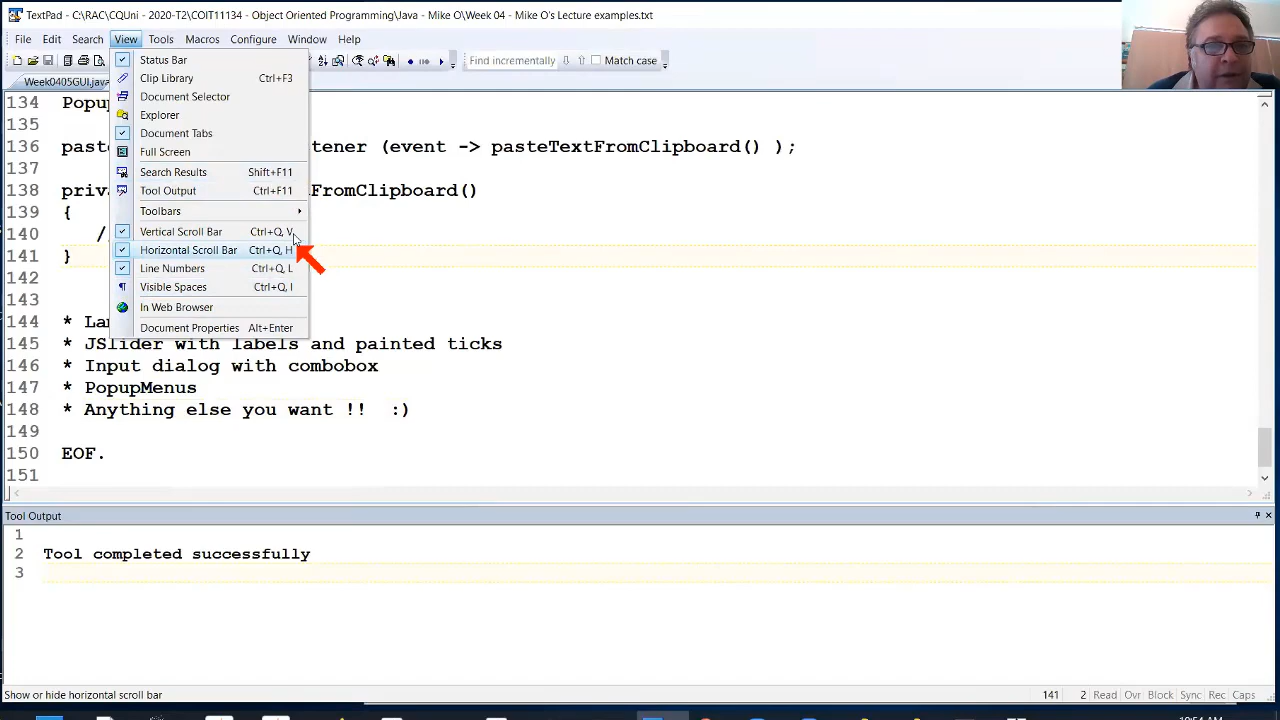 TextPad - C:\RAC\CQUni - 2020-T2\COIT11134 - Object Oriented Programming\Java - Mike O\Week 04 - Mike O's Lecture examples.txt
File Edit Search View Tools Macros Configure Window Help
Find incrementally Match case
Week0405GUI.java
Status Bar
Clip Library Ctrl+F3
Document Selector
Explorer
Document Tabs
Full Screen
Search Results Shift+F11
Tool Output Ctrl+F11
Toolbars
Vertical Scroll Bar Ctrl+Q, V
Horizontal Scroll Bar Ctrl+Q, H
Line Numbers Ctrl+Q, L
Visible Spaces Ctrl+Q, I
In Web Browser
Document Properties Alt+Enter
134 Popu
135
136 paste tener (event -> pasteTextFromClipboard() );
137
138 priva FromClipboard()
139 {
140 /
141 }
142
143
144 * La
145 * JSlider with labels and painted ticks
146 * Input dialog with combobox
147 * PopupMenus
148 * Anything else you want !! :)
149
150 EOF.
151
Tool Output
1
2 Tool completed successfully
3
Show or hide horizontal scroll bar 141 2 Read Ovr Block Sync Rec Caps